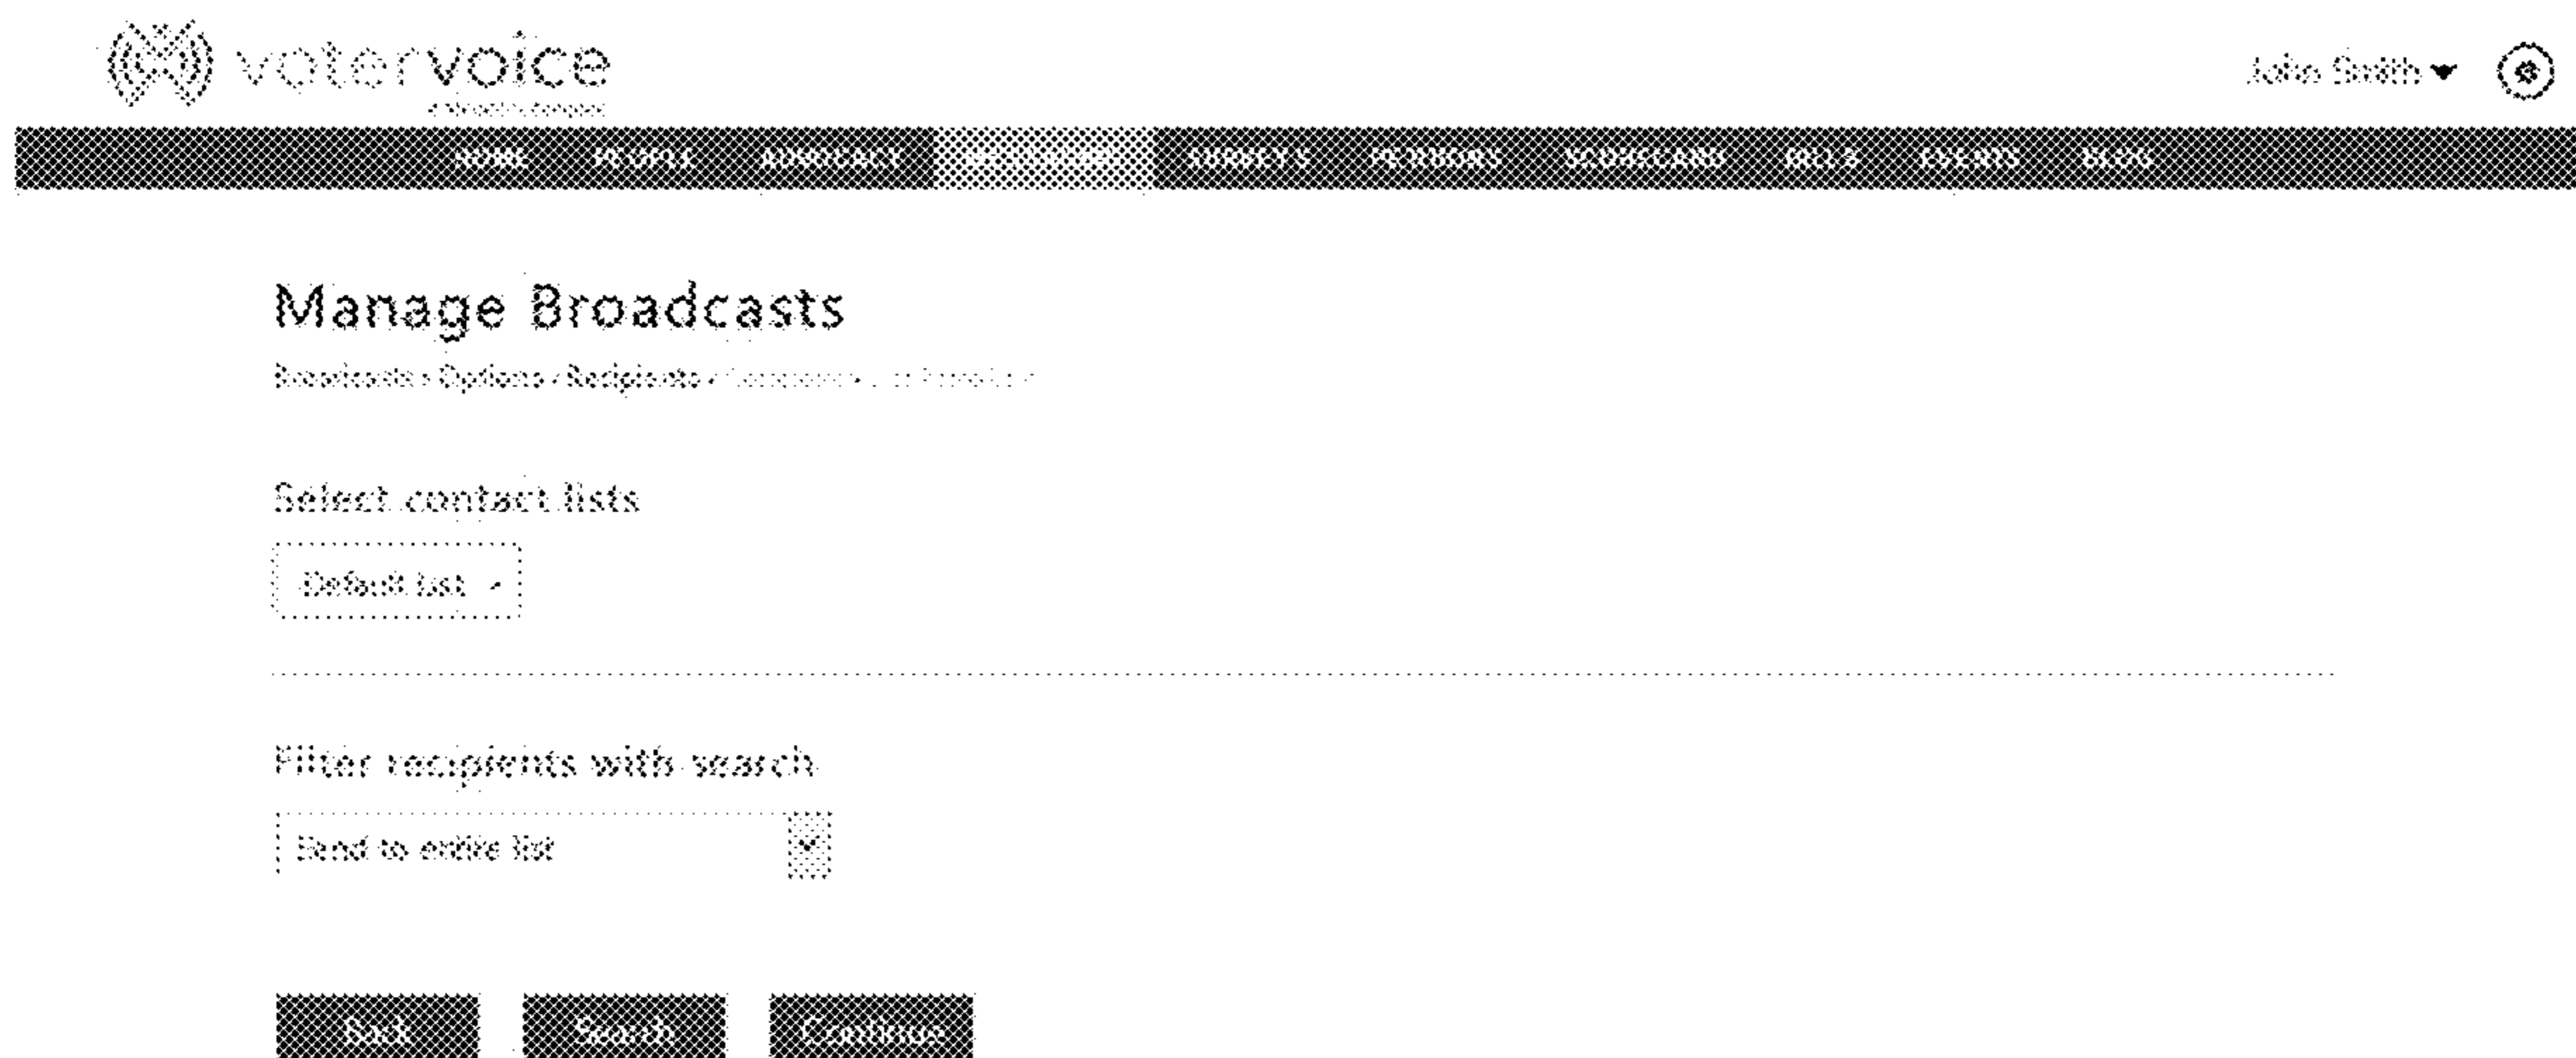 votervoice
John Smith
HOME PEOPLE ADVOCACY SURVEYS PETITIONS SCORECARD BILLS EVENTS BLOG
Manage Broadcasts
Broadcasts / Options / Recipients /
Select contact lists
Default List
Filter recipients with search
Send to entire list
Back Search Continue